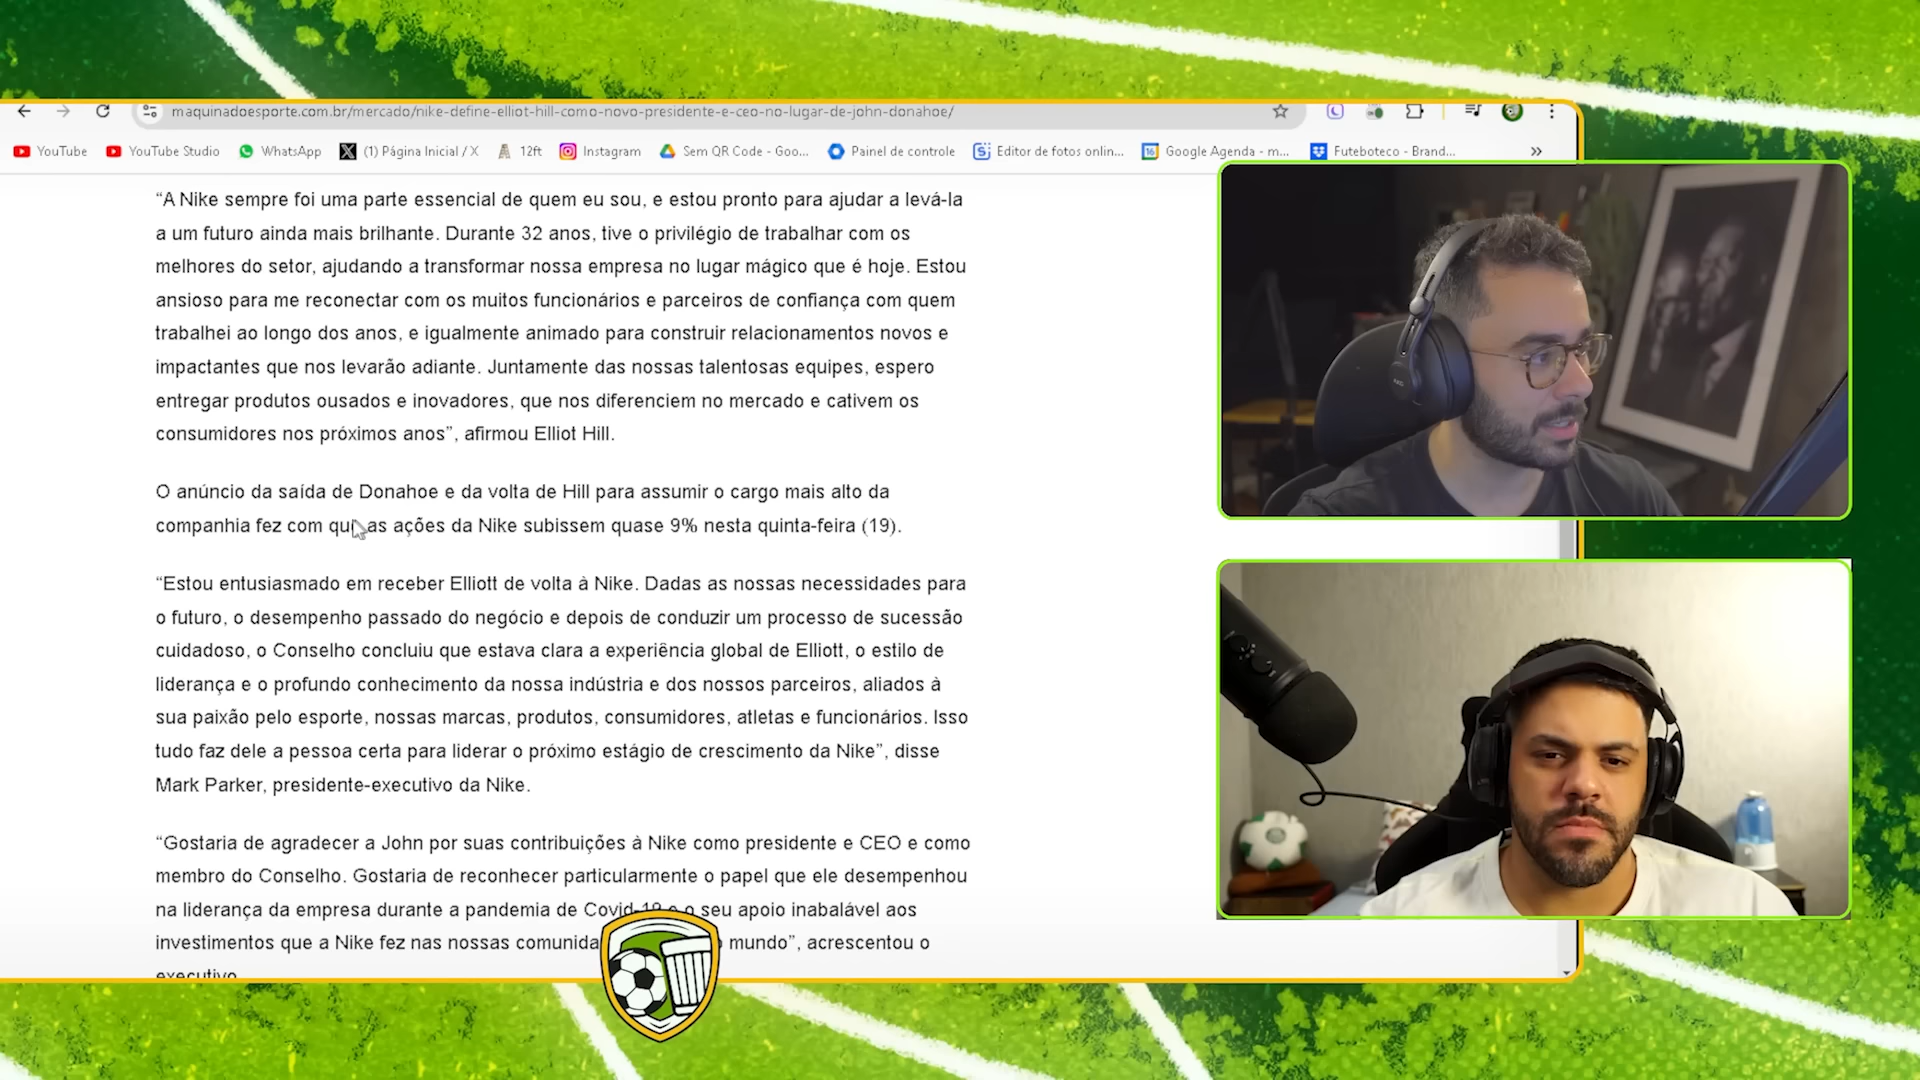 maquinadoesporte.com.br/mercado/nike-define-elliot-hill-como-novo-presidente-e-ceo-no-lugar-de-john-donahoe/
YouTube YouTube Studio WhatsApp (1) Página Inicial / X 12ft Instagram Sem QR Code - Goo... Painel de controle Editor de fotos onlin... Google Agenda - m... Futeboteco - Brand... »
“A Nike sempre foi uma parte essencial de quem eu sou, e estou pronto para ajudar a levá-la
a um futuro ainda mais brilhante. Durante 32 anos, tive o privilégio de trabalhar com os
melhores do setor, ajudando a transformar nossa empresa no lugar mágico que é hoje. Estou
ansioso para me reconectar com os muitos funcionários e parceiros de confiança com quem
trabalhei ao longo dos anos, e igualmente animado para construir relacionamentos novos e
impactantes que nos levarão adiante. Juntamente das nossas talentosas equipes, espero
entregar produtos ousados e inovadores, que nos diferenciem no mercado e cativem os
consumidores nos próximos anos”, afirmou Elliot Hill.
O anúncio da saída de Donahoe e da volta de Hill para assumir o cargo mais alto da
companhia fez com que as ações da Nike subissem quase 9% nesta quinta-feira (19).
“Estou entusiasmado em receber Elliott de volta à Nike. Dadas as nossas necessidades para
o futuro, o desempenho passado do negócio e depois de conduzir um processo de sucessão
cuidadoso, o Conselho concluiu que estava clara a experiência global de Elliott, o estilo de
liderança e o profundo conhecimento da nossa indústria e dos nossos parceiros, aliados à
sua paixão pelo esporte, nossas marcas, produtos, consumidores, atletas e funcionários. Isso
tudo faz dele a pessoa certa para liderar o próximo estágio de crescimento da Nike”, disse
Mark Parker, presidente-executivo da Nike.
“Gostaria de agradecer a John por suas contribuições à Nike como presidente e CEO e como
membro do Conselho. Gostaria de reconhecer particularmente o papel que ele desempenhou
na liderança da empresa durante a pandemia de Covid-19 e o seu apoio inabalável aos
investimentos que a Nike fez nas nossas comunida mundo”, acrescentou o
executivo